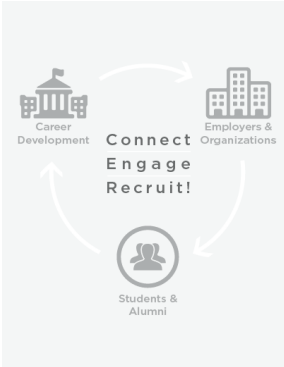 Career
Development
Employers &
Organizations
Connect
Engage
Recruit!
Students &
Alumni